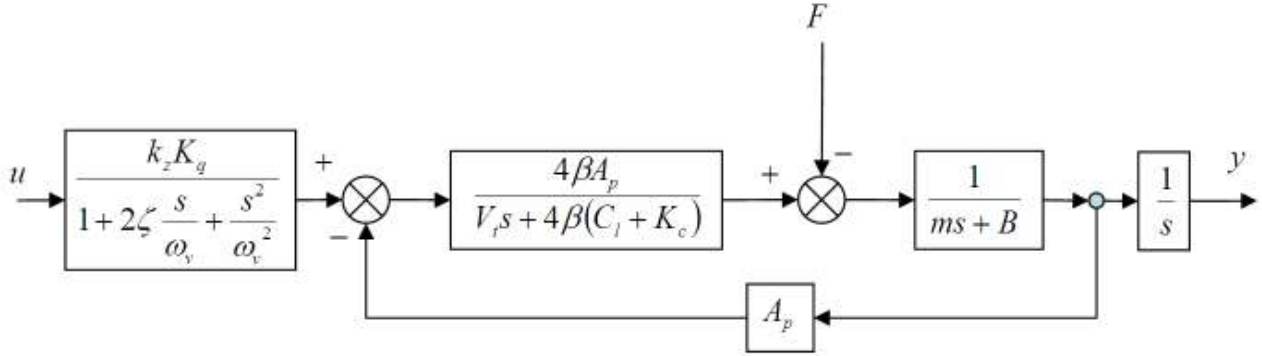 F
u
k_z K_q
1 + 2ζ s/ω_v + s²/ω_v²
+
−
4βA_p
V_t s + 4β(C_l + K_c)
+
−
1
ms + B
1
s
y
A_p